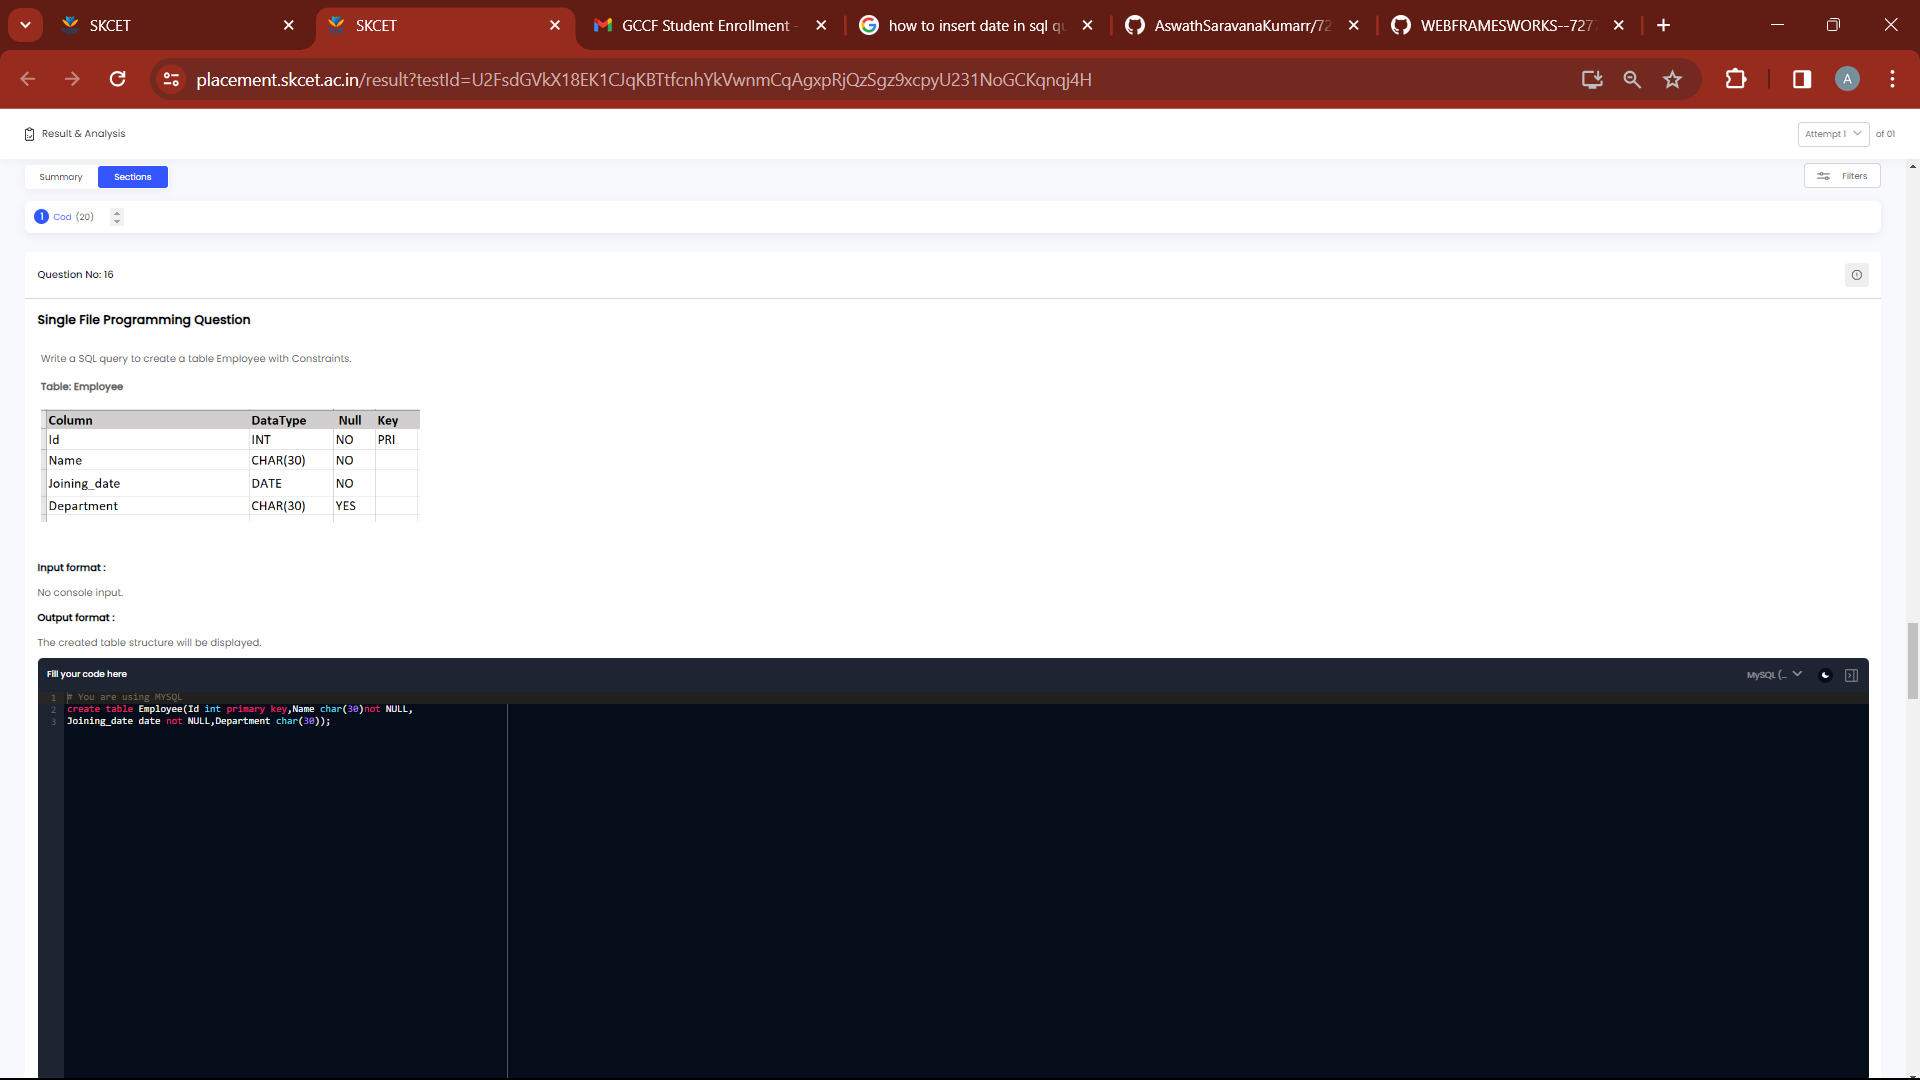 SKCET
SKCET
GCCF Student Enrollment -
how to insert date in sql qu
AswathSaravanaKumarr/72
WEBFRAMESWORKS--727
placement.skcet.ac.in/result?testId=U2FsdGVkX18EK1CJqKBTtfcnhYkVwnmCqAgxpRjQzSgz9xcpyU231NoGCKqnqj4H
A
Result & Analysis
Attempt 1 of 01
Summary Sections
Filters
1 Cod (20)
Question No: 16
Single File Programming Question
Write a SQL query to create a table Employee with Constraints.
Table: Employee
Column DataType Null Key
Id INT NO PRI
Name CHAR(30) NO
Joining_date DATE NO
Department CHAR(30) YES
Input format :
No console input.
Output format :
The created table structure will be displayed.
Fill your code here
MySQL (...
1 # You are using MYSQL
2 create table Employee(Id int primary key,Name char(30)not NULL,
3 Joining_date date not NULL,Department char(30));